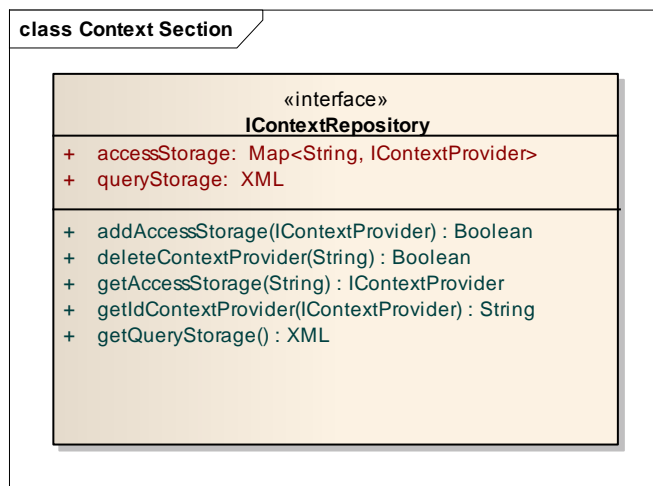 class Context Section
«interface»
IContextRepository
+ accessStorage: Map<String, IContextProvider>
+ queryStorage: XML
+ addAccessStorage(IContextProvider) : Boolean
+ deleteContextProvider(String) : Boolean
+ getAccessStorage(String) : IContextProvider
+ getIdContextProvider(IContextProvider) : String
+ getQueryStorage() : XML